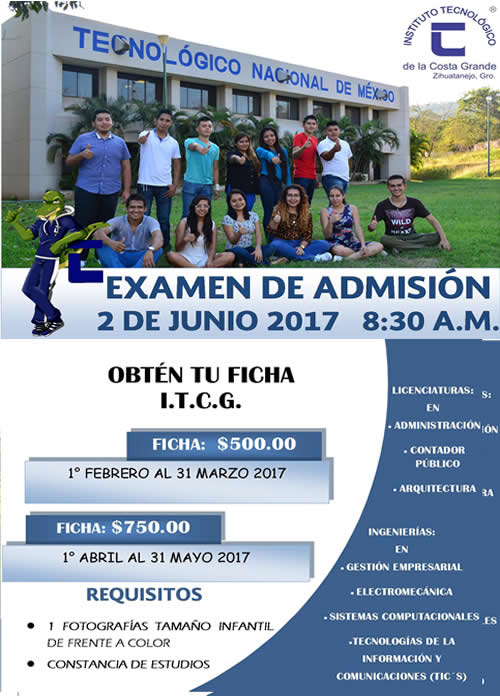 INSTITUTO TECNOLÓGICO
®
de la Costa Grande
Zihuatanejo, Gro.
TECNOLÓGICO NACIONAL DE MÉXICO
EXAMEN DE ADMISIÓN
2 DE JUNIO 2017 8:30 A.M.
OBTÉN TU FICHA
I.T.C.G.
FICHA: $500.00
1° FEBRERO AL 31 MARZO 2017
FICHA: $750.00
1° ABRIL AL 31 MAYO 2017
REQUISITOS
• 1 FOTOGRAFÍAS TAMAÑO INFANTIL
DE FRENTE A COLOR
• CONSTANCIA DE ESTUDIOS
LICENCIATURAS:
EN
• ADMINISTRACIÓN
• CONTADOR
PÚBLICO
• ARQUITECTURA
INGENIERÍAS:
EN
• GESTIÓN EMPRESARIAL
• ELECTROMECÁNICA
• SISTEMAS COMPUTACIONALES
•TECNOLOGÍAS DE LA
INFORMACIÓN Y
COMUNICACIONES (TIC´S)